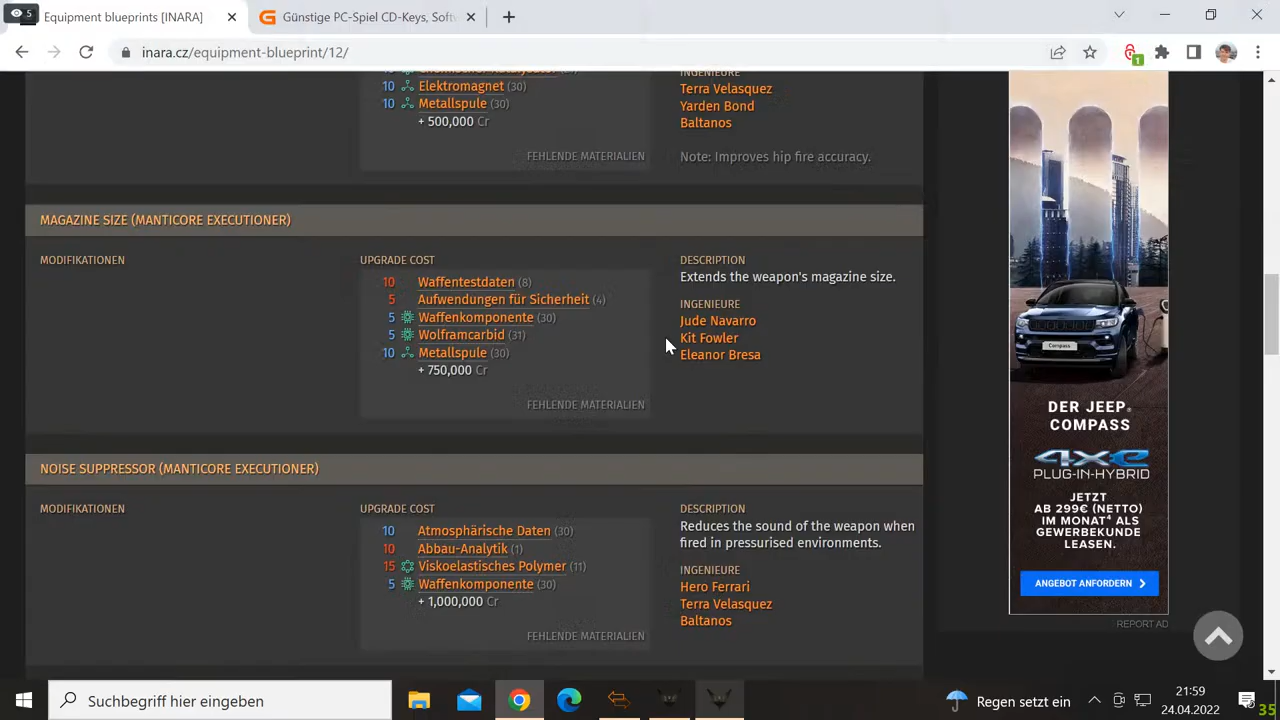 5
Equipment blueprints [INARA]
Günstige PC-Spiel CD-Keys, Softv
inara.cz/equipment-blueprint/12/
1
10 Elektromagnet (30)
10 Metallspule (30)
+ 500,000 Cr
FEHLENDE MATERIALIEN
INGENIEURE
Terra Velasquez
Yarden Bond
Baltanos
Note: Improves hip fire accuracy.
MAGAZINE SIZE (MANTICORE EXECUTIONER)
MODIFIKATIONEN
UPGRADE COST
10 Waffentestdaten (8)
5 Aufwendungen für Sicherheit (4)
5 Waffenkomponente (30)
5 Wolframcarbid (31)
10 Metallspule (30)
+ 750,000 Cr
FEHLENDE MATERIALIEN
DESCRIPTION
Extends the weapon's magazine size.
INGENIEURE
Jude Navarro
Kit Fowler
Eleanor Bresa
NOISE SUPPRESSOR (MANTICORE EXECUTIONER)
MODIFIKATIONEN
UPGRADE COST
10 Atmosphärische Daten (30)
10 Abbau-Analytik (1)
15 Viskoelastisches Polymer (11)
5 Waffenkomponente (30)
+ 1,000,000 Cr
FEHLENDE MATERIALIEN
DESCRIPTION
Reduces the sound of the weapon when
fired in pressurised environments.
INGENIEURE
Hero Ferrari
Terra Velasquez
Baltanos
Compass
DER JEEP®
COMPASS
4xe
PLUG-IN-HYBRID
JETZT
AB 299€ (NETTO)
IM MONAT⁴ ALS
GEWERBEKUNDE
LEASEN.
ANGEBOT ANFORDERN
REPORT AD
Suchbegriff hier eingeben
Regen setzt ein
21:59
24.04.2022
35